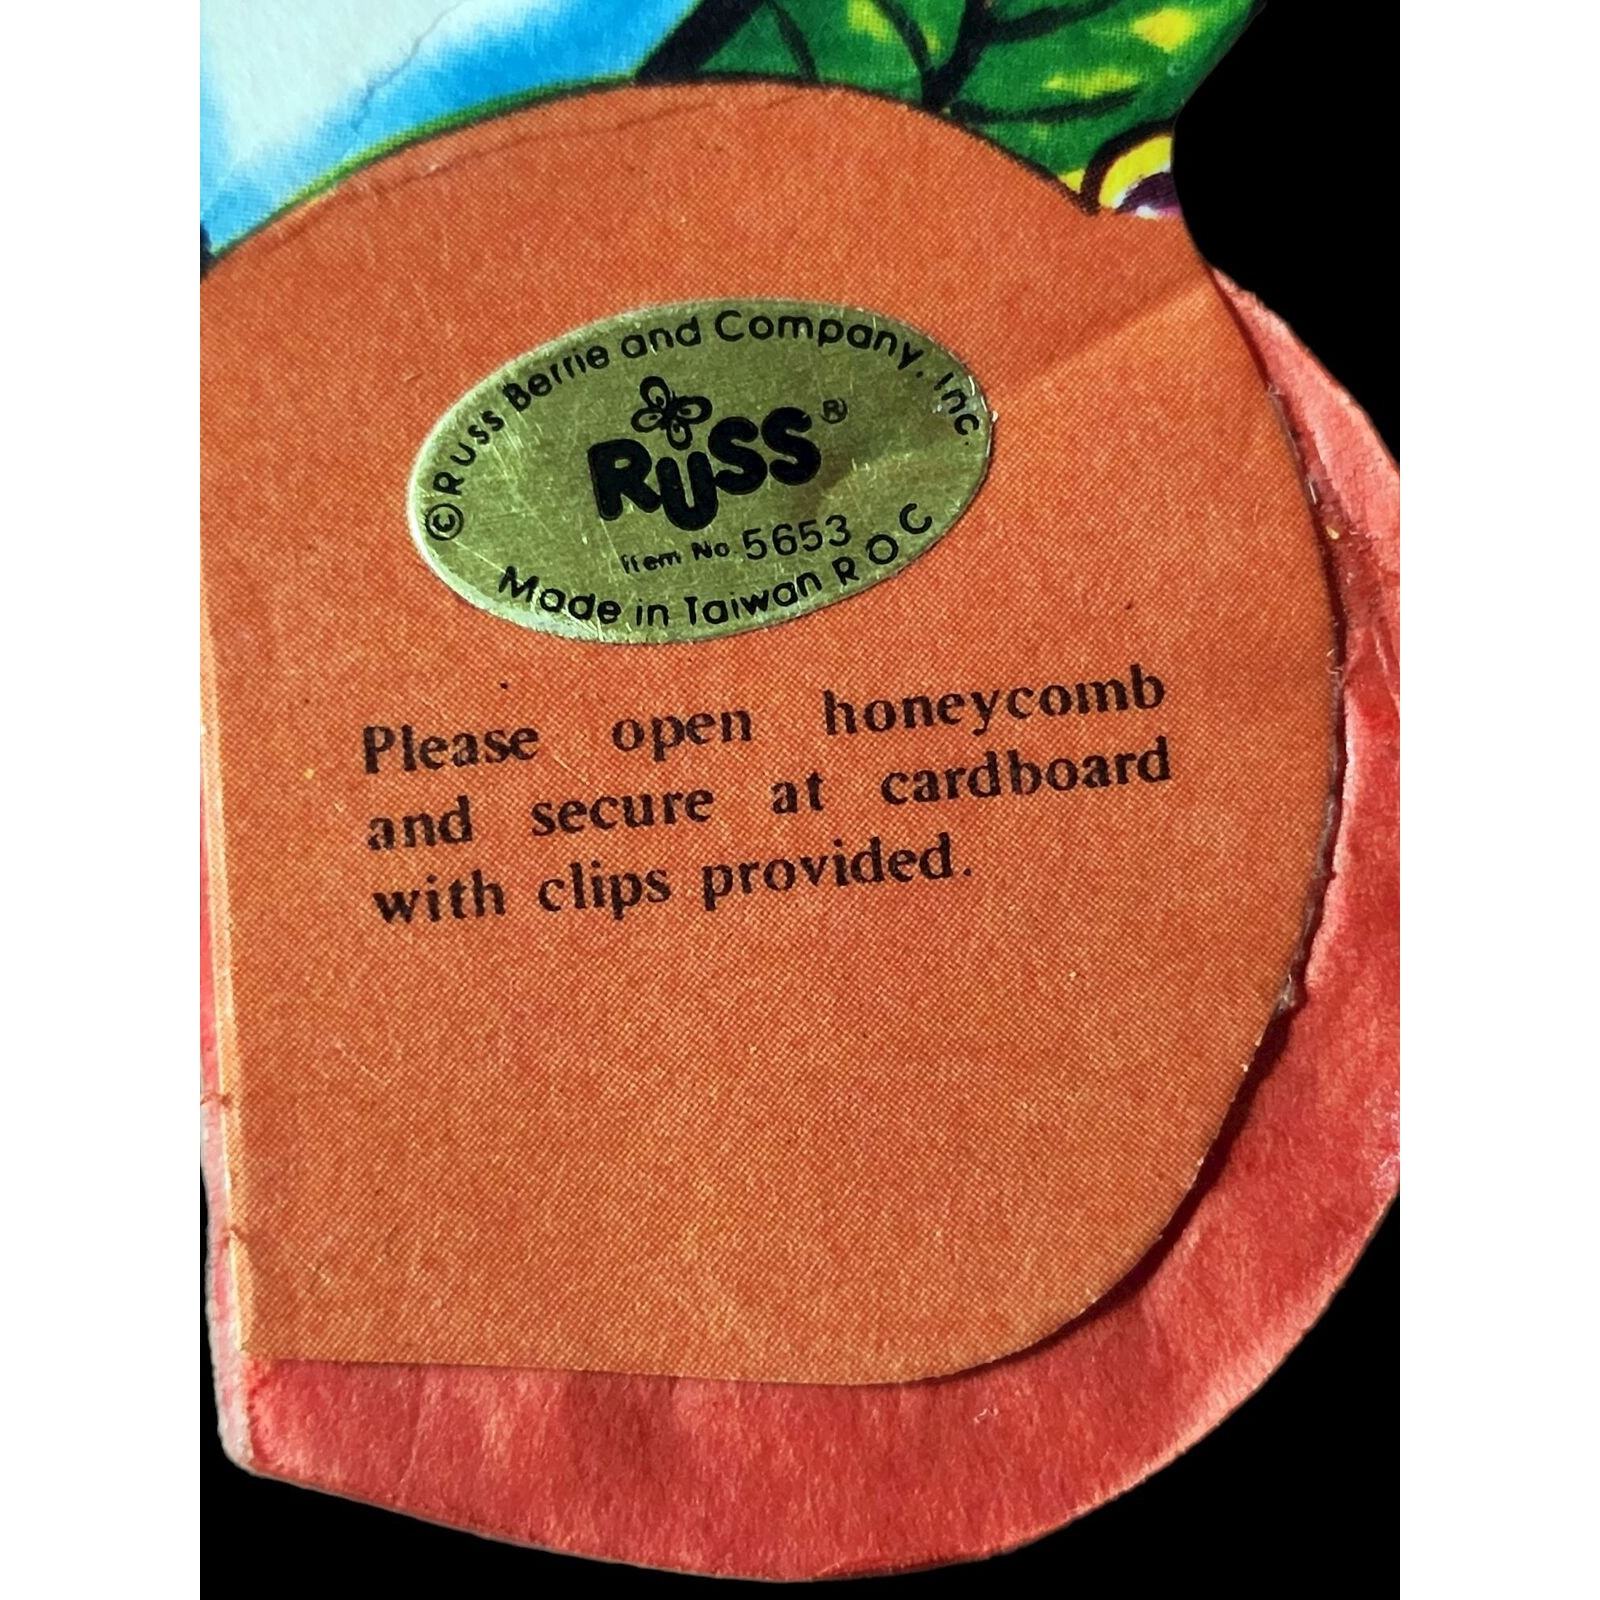 © Russ Berrie and Company, Inc.
RUSS®
Item No. 5653
Made in Taiwan R O C
Please open honeycomb
and secure at cardboard
with clips provided.